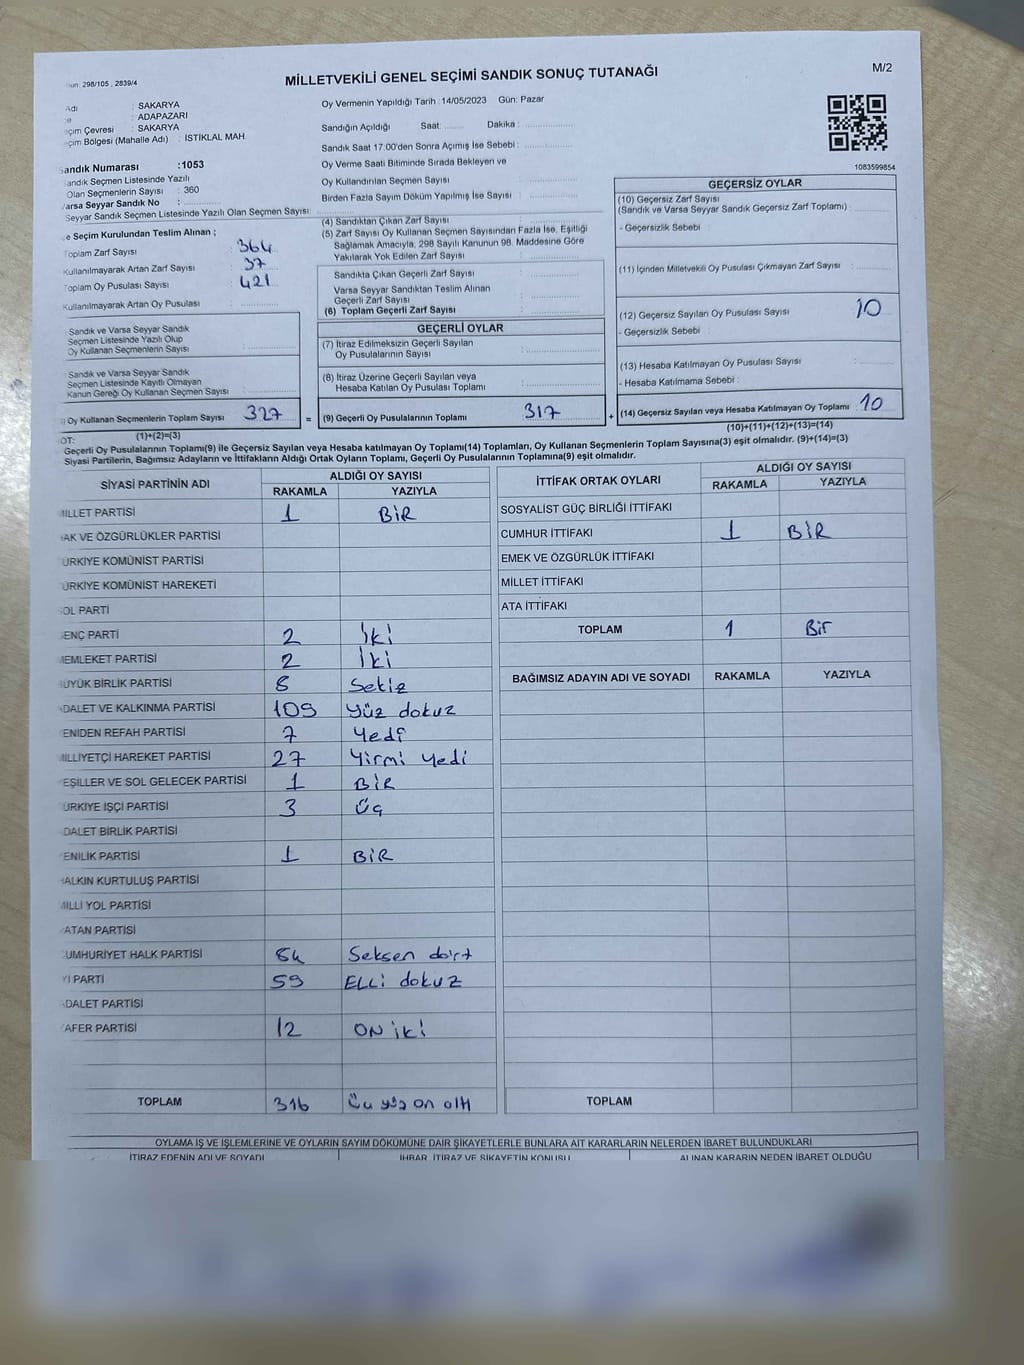 298/105 , 2839/4
MİLLETVEKİLİ GENEL SEÇİMİ SANDIK SONUÇ TUTANAĞI
M/2
: SAKARYA
: ADAPAZARI
: SAKARYA
: İSTİKLAL MAH.
Sandık Numarası :1053
Sandık Seçmen Listesinde Yazılı
Olan Seçmenlerin Sayısı : 360
Varsa Seyyar Sandık No :
Seyyar Sandık Seçmen Listesinde Yazılı Olan Seçmen Sayısı:
e Seçim Kurulundan Teslim Alınan ;
Toplam Zarf Sayısı : 364
Kullanılmayarak Artan Zarf Sayısı : 37
Toplam Oy Pusulası Sayısı : 421
Kullanılmayarak Artan Oy Pusulası :
Sandık ve Varsa Seyyar Sandık
Seçmen Listesinde Yazılı Olup
Oy Kullanan Seçmenlerin Sayısı :
Sandık ve Varsa Seyyar Sandık
Seçmen Listesinde Kayıtlı Olmayan
Kanun Gereği Oy Kullanan Seçmen Sayısı :
Oy Kullanan Seçmenlerin Toplam Sayısı 327 =
(1)+(2)=(3)
Oy Vermenin Yapıldığı Tarih :14/05/2023 Gün: Pazar
Sandığın Açıldığı Saat: Dakika :
Sandık Saat 17:00'den Sonra Açımış İse Sebebi :
Oy Verme Saati Bitiminde Sırada Bekleyen ve
Oy Kullandırılan Seçmen Sayısı :
Birden Fazla Sayım Döküm Yapılmış İse Sayısı :
(4) Sandıktan Çıkan Zarf Sayısı :
(5) Zarf Sayısı Oy Kullanan Seçmen Sayısından Fazla İse, Eşitliği
Sağlamak Amacıyla, 298 Sayılı Kanunun 98. Maddesine Göre
Yakılarak Yok Edilen Zarf Sayısı :
Sandıkta Çıkan Geçerli Zarf Sayısı :
Varsa Seyyar Sandıktan Teslim Alınan
Geçerli Zarf Sayısı :
(6) Toplam Geçerli Zarf Sayısı :
GEÇERLİ OYLAR
(7) İtiraz Edilmeksizin Geçerli Sayılan
Oy Pusulalarının Sayısı :
(8) İtiraz Üzerine Geçerli Sayılan veya
Hesaba Katılan Oy Pusulası Toplamı :
(9) Geçerli Oy Pusulalarının Toplamı : 317 +
1083599854
GEÇERSİZ OYLAR
(10) Geçersiz Zarf Sayısı
(Sandık ve Varsa Seyyar Sandık Geçersiz Zarf Toplamı) :
- Geçersizlik Sebebi :
(11) İçinden Milletvekili Oy Pusulası Çıkmayan Zarf Sayısı :
(12) Geçersiz Sayılan Oy Pusulası Sayısı : 10
- Geçersizlik Sebebi :
(13) Hesaba Katılmayan Oy Pusulası Sayısı :
- Hesaba Katılmama Sebebi :
(14) Geçersiz Sayılan veya Hesaba Katılmayan Oy Toplamı : 10
(10)+(11)+(12)+(13)=(14)
Geçerli Oy Pusulalarının Toplamı(9) ile Geçersiz Sayılan veya Hesaba katılmayan Oy Toplamı(14) Toplamları, Oy Kullanan Seçmenlerin Toplam Sayısına(3) eşit olmalıdır. (9)+(14)=(3)
Siyasi Partilerin, Bağımsız Adayların ve İttifakların Aldığı Ortak Oyların Toplamı, Geçerli Oy Pusulalarının Toplamına(9) eşit olmalıdır.
SİYASİ PARTİNİN ADI ALDIĞI OY SAYISI
RAKAMLA YAZIYLA
MİLLET PARTİSİ 1 BİR
AK VE ÖZGÜRLÜKLER PARTİSİ
ÜRKİYE KOMÜNİST PARTİSİ
ÜRKİYE KOMÜNİST HAREKETİ
OL PARTİ
ENÇ PARTİ 2 İki
MEMLEKET PARTİSİ 2 İki
ÜYÜK BİRLİK PARTİSİ 8 Sekiz
DALET VE KALKINMA PARTİSİ 109 Yüz dokuz
ENİDEN REFAH PARTİSİ 7 Yedi
MİLLİYETÇİ HAREKET PARTİSİ 27 Yirmi Yedi
EŞİLLER VE SOL GELECEK PARTİSİ 1 BİR
ÜRKİYE İŞÇİ PARTİSİ 3 Üç
DALET BİRLİK PARTİSİ
ENİLİK PARTİSİ 1 BİR
ALKIN KURTULUŞ PARTİSİ
MİLLİ YOL PARTİSİ
ATAN PARTİSİ
CUMHURİYET HALK PARTİSİ 84 Seksen dört
Yİ PARTİ 59 ELLİ dokuz
ADALET PARTİSİ
AFER PARTİSİ 12 ON iki
TOPLAM 316 Üç yüz on altı
İTTİFAK ORTAK OYLARI ALDIĞI OY SAYISI
RAKAMLA YAZIYLA
SOSYALİST GÜÇ BİRLİĞİ İTTİFAKI
CUMHUR İTTİFAKI 1 BİR
EMEK VE ÖZGÜRLÜK İTTİFAKI
MİLLET İTTİFAKI
ATA İTTİFAKI
TOPLAM 1 Bir
BAĞIMSIZ ADAYIN ADI VE SOYADI RAKAMLA YAZIYLA
TOPLAM
OYLAMA İŞ VE İŞLEMLERİNE VE OYLARIN SAYIM DÖKÜMÜNE DAİR ŞİKAYETLERLE BUNLARA AİT KARARLARIN NELERDEN İBARET BULUNDUKLARI
İTİRAZ EDENİN ADI VE SOYADI İHBAR, İTİRAZ VE ŞİKAYETİN KONUSU ALINAN KARARIN NEDEN İBARET OLDUĞU